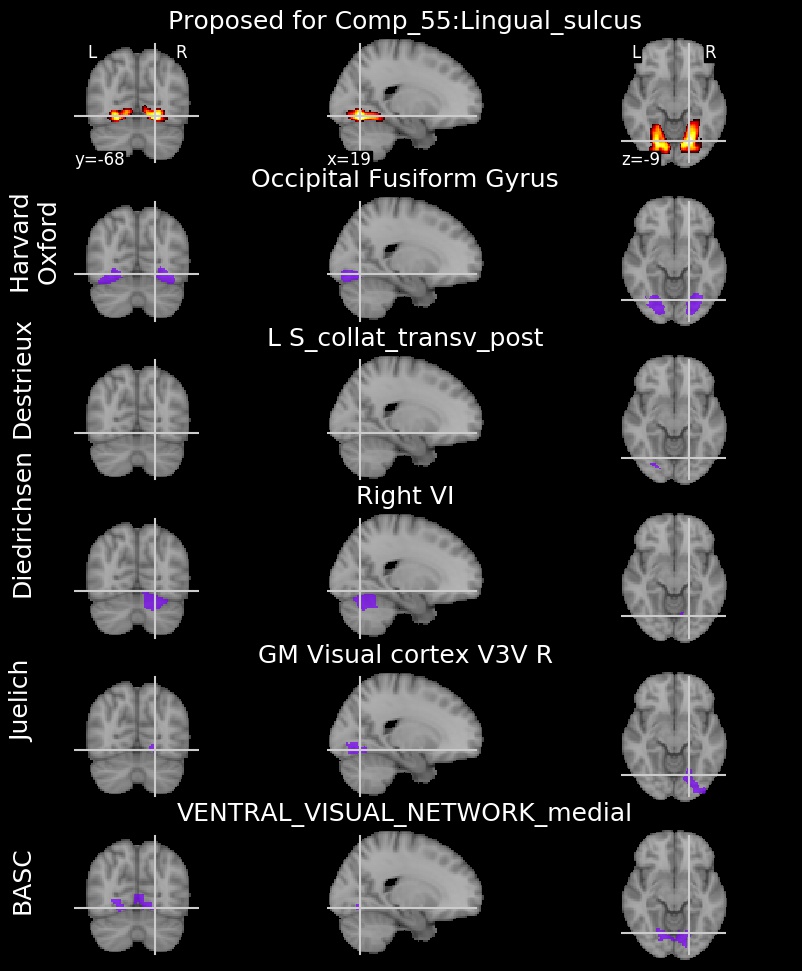 Proposed for Comp_55:Lingual_sulcus
L R
L R
y=-68
x=19
z=-9
Occipital Fusiform Gyrus
Harvard
Oxford
L S_collat_transv_post
Destrieux
Right VI
Diedrichsen
GM Visual cortex V3V R
Juelich
VENTRAL_VISUAL_NETWORK_medial
BASC